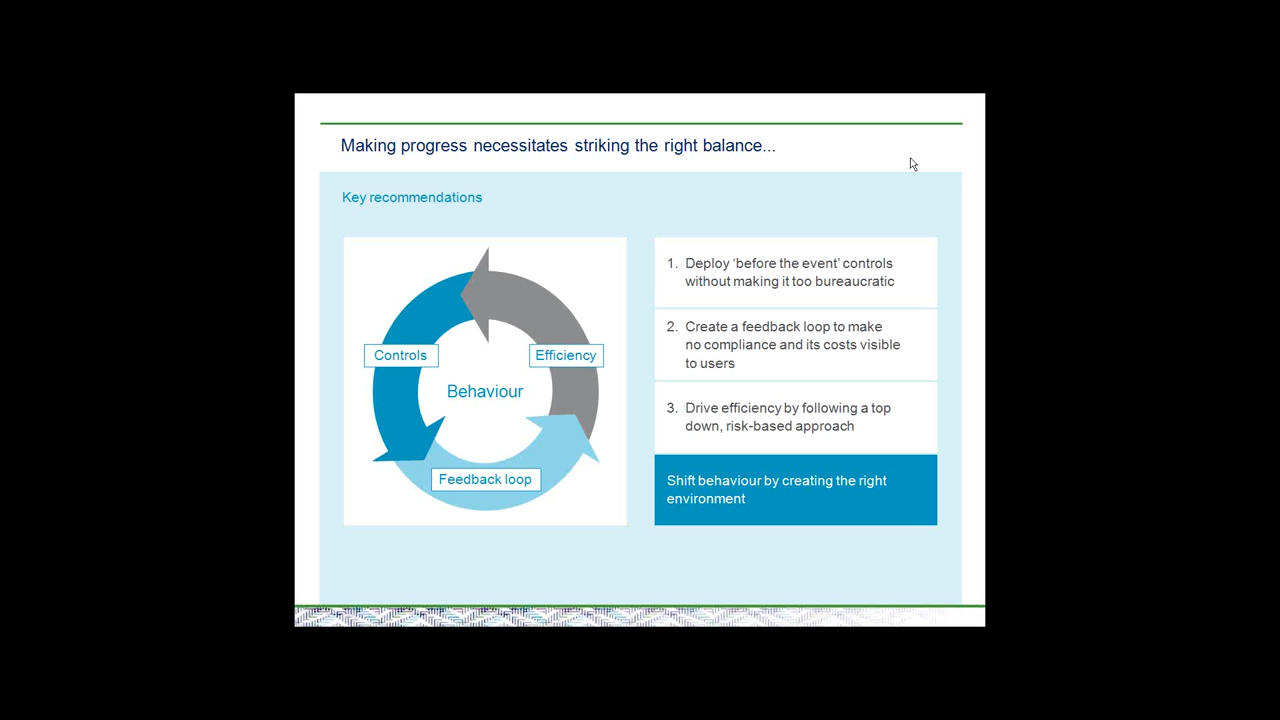 Making progress necessitates striking the right balance...
Key recommendations
Controls
Efficiency
Behaviour
Feedback loop
1. Deploy ‘before the event’ controls
without making it too bureaucratic
2. Create a feedback loop to make
no compliance and its costs visible
to users
3. Drive efficiency by following a top
down, risk-based approach
Shift behaviour by creating the right
environment